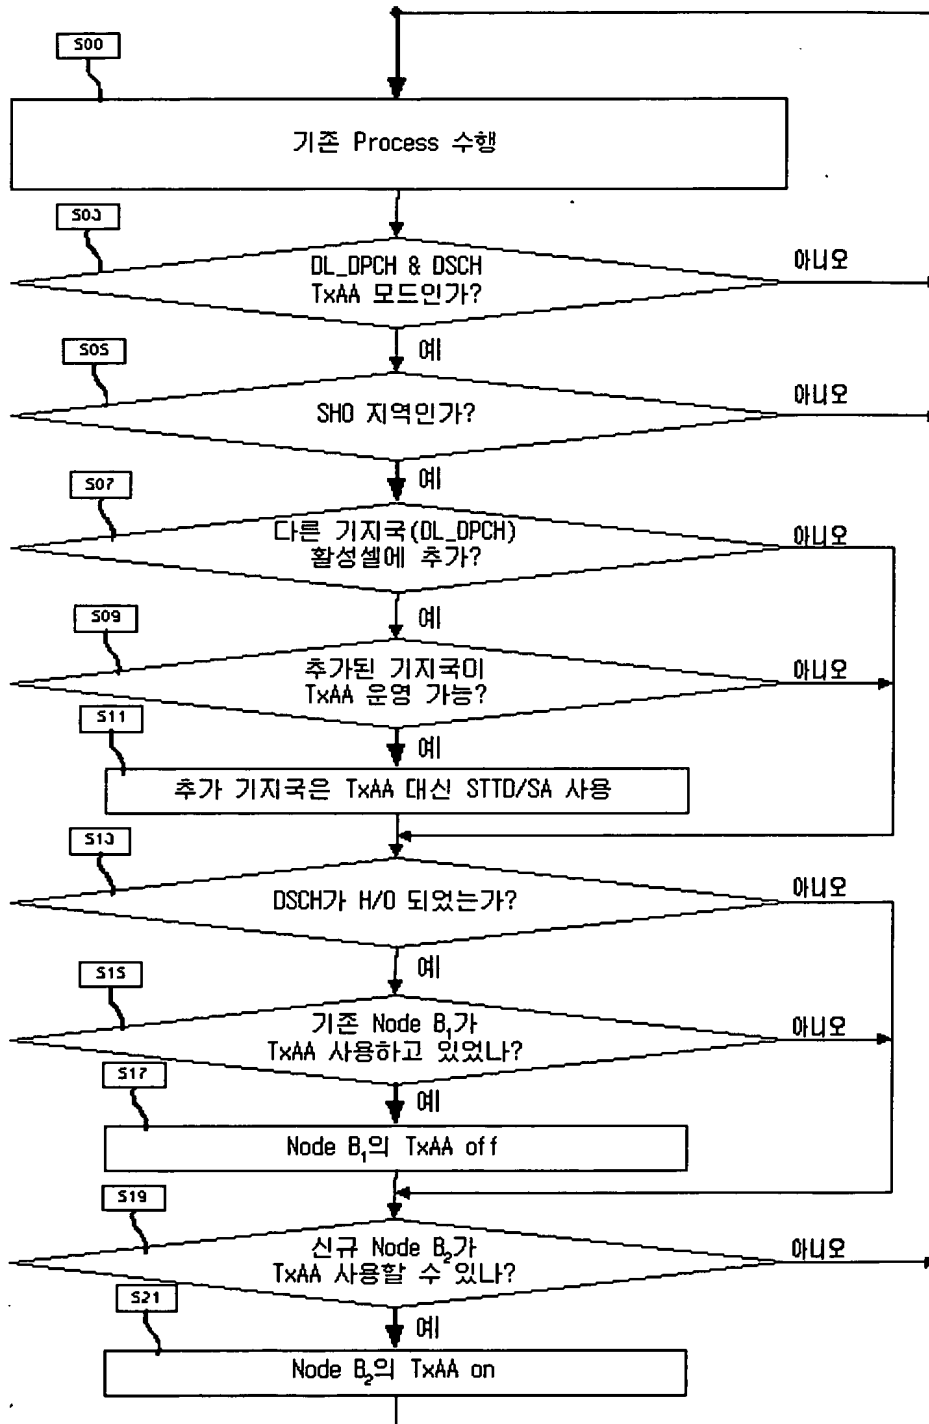 S00
기존 Process 수행
S03
DL_DPCH & DSCH
TxAA 모드인가?
아니오
예
S05
SHO 지역인가?
아니오
예
S07
다른 기지국(DL_DPCH)
활성셀에 추가?
아니오
예
S09
추가된 기지국이
TxAA 운영 가능?
아니오
예
S11
추가 기지국은 TxAA 대신 STTD/SA 사용
S13
DSCH가 H/O 되었는가?
아니오
예
S15
기존 Node B₁가
TxAA 사용하고 있었나?
아니오
예
S17
Node B₁의 TxAA off
S19
신규 Node B₂가
TxAA 사용할 수 있나?
아니오
예
S21
Node B₂의 TxAA on